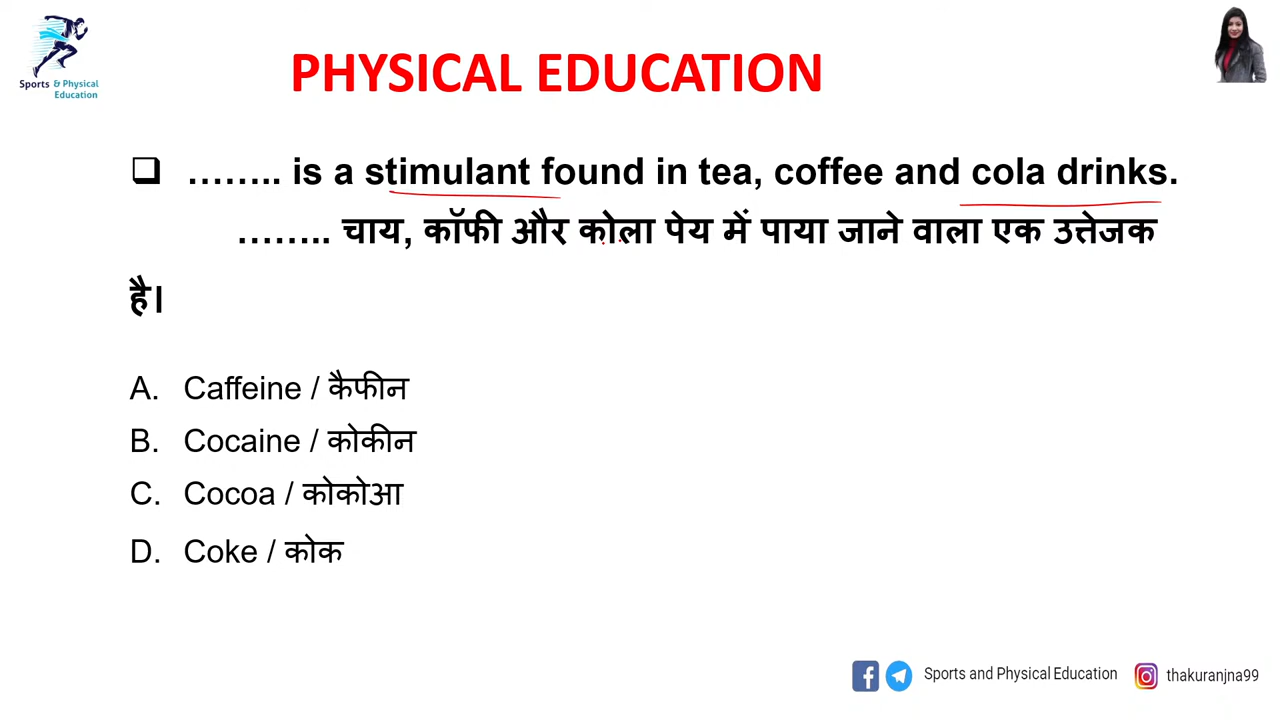 Sports & Physical
Education
PHYSICAL EDUCATION
❑ …….. is a stimulant found in tea, coffee and cola drinks.
…….. चाय, कॉफी और कोला पेय में पाया जाने वाला एक उत्तेजक
है।
A. Caffeine / कैफीन
B. Cocaine / कोकीन
C. Cocoa / कोकोआ
D. Coke / कोक
Sports and Physical Education thakuranjna99